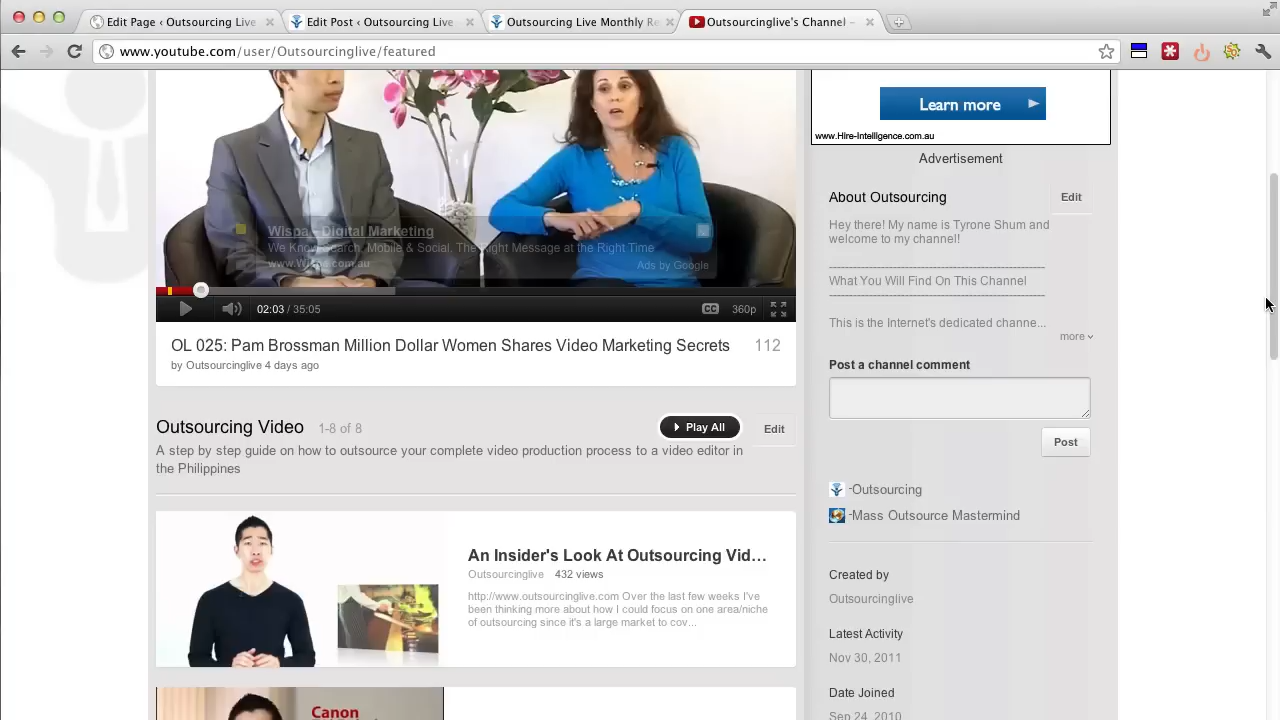 Edit Page ‹ Outsourcing Live
Edit Post ‹ Outsourcing Live
Outsourcing Live Monthly Re
Outsourcinglive's Channel -
www.youtube.com/user/Outsourcinglive/featured
Wispa - Digital Marketing
We Know Search, Mobile & Social. The Right Message at the Right Time
Ads by Google
02:03 / 35:05
CC
360p
OL 025: Pam Brossman Million Dollar Women Shares Video Marketing Secrets
112
by Outsourcinglive 4 days ago
Outsourcing Video
1-8 of 8
Play All
Edit
A step by step guide on how to outsource your complete video production process to a video editor in
the Philippines
An Insider's Look At Outsourcing Vid...
Outsourcinglive 432 views
http://www.outsourcinglive.com Over the last few weeks I've
been thinking more about how I could focus on one area/niche
of outsourcing since it's a large market to cov...
Canon
Learn more
www.Hire-Intelligence.com.au
Advertisement
About Outsourcing
Edit
Hey there! My name is Tyrone Shum and
welcome to my channel!
What You Will Find On This Channel
This is the Internet's dedicated channe...
more
Post a channel comment
Post
-Outsourcing
-Mass Outsource Mastermind
Created by
Outsourcinglive
Latest Activity
Nov 30, 2011
Date Joined
Sep 24, 2010